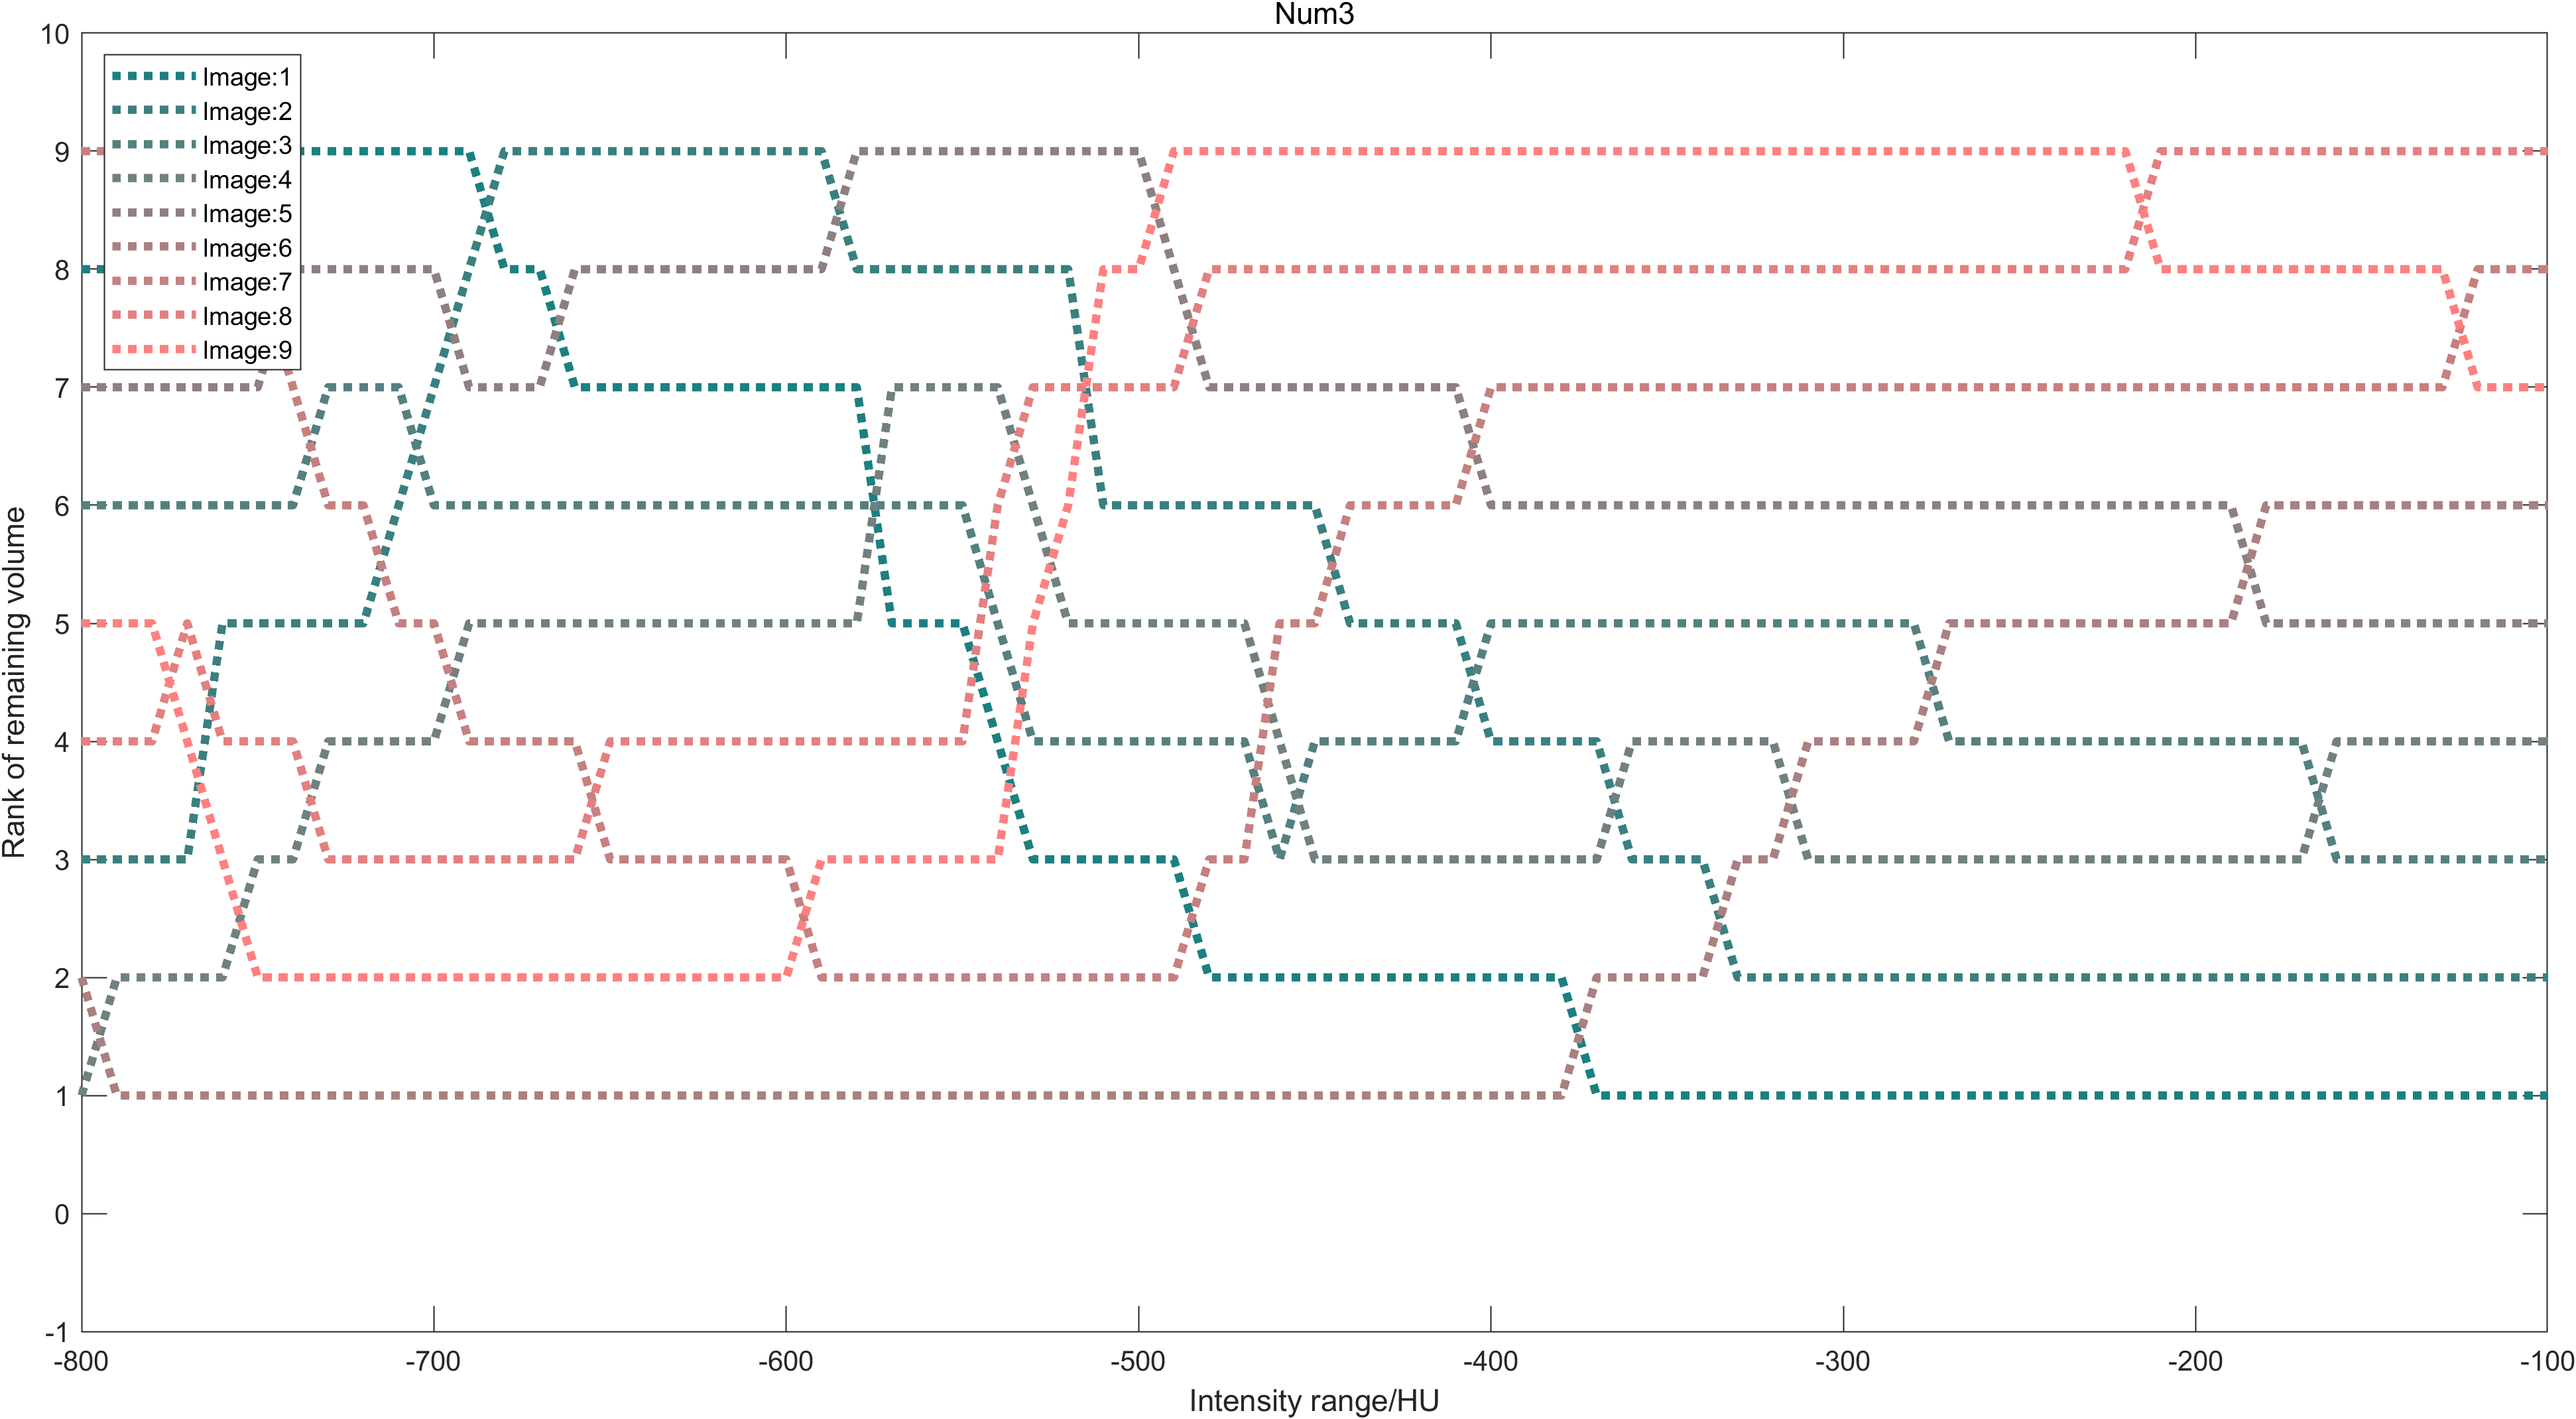 Num3
10
9
8
7
6
5
4
3
2
1
0
-1
Rank of remaining volume
Image:1
Image:2
Image:3
Image:4
Image:5
Image:6
Image:7
Image:8
Image:9
-800 -700 -600 -500 -400 -300 -200 -100
Intensity range/HU